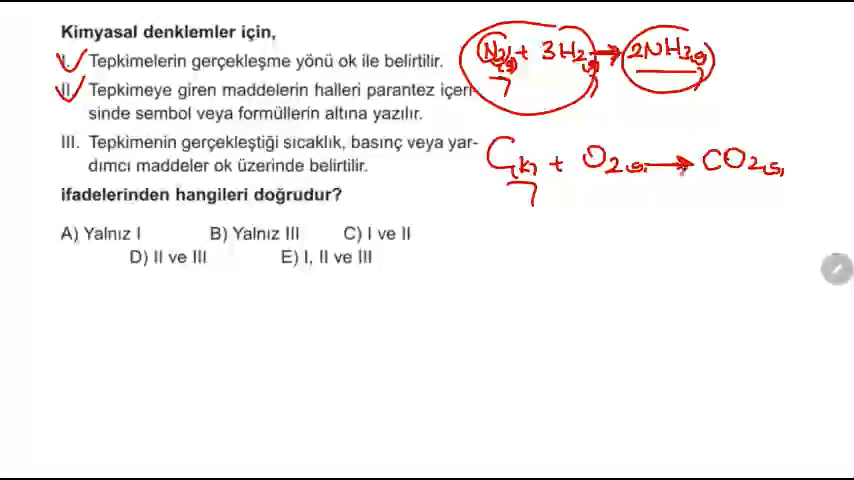 Kimyasal denklemler için,
I. Tepkimelerin gerçekleşme yönü ok ile belirtilir.
II. Tepkimeye giren maddelerin halleri parantez içeri-
sinde sembol veya formüllerin altına yazılır.
III. Tepkimenin gerçekleştiği sıcaklık, basınç veya yar-
dımcı maddeler ok üzerinde belirtilir.
ifadelerinden hangileri doğrudur?
A) Yalnız I B) Yalnız III C) I ve II
D) II ve III E) I, II ve III
N2(g) + 3H2(g) → 2NH3(g)
C(k) + O2(g) → CO2(g)